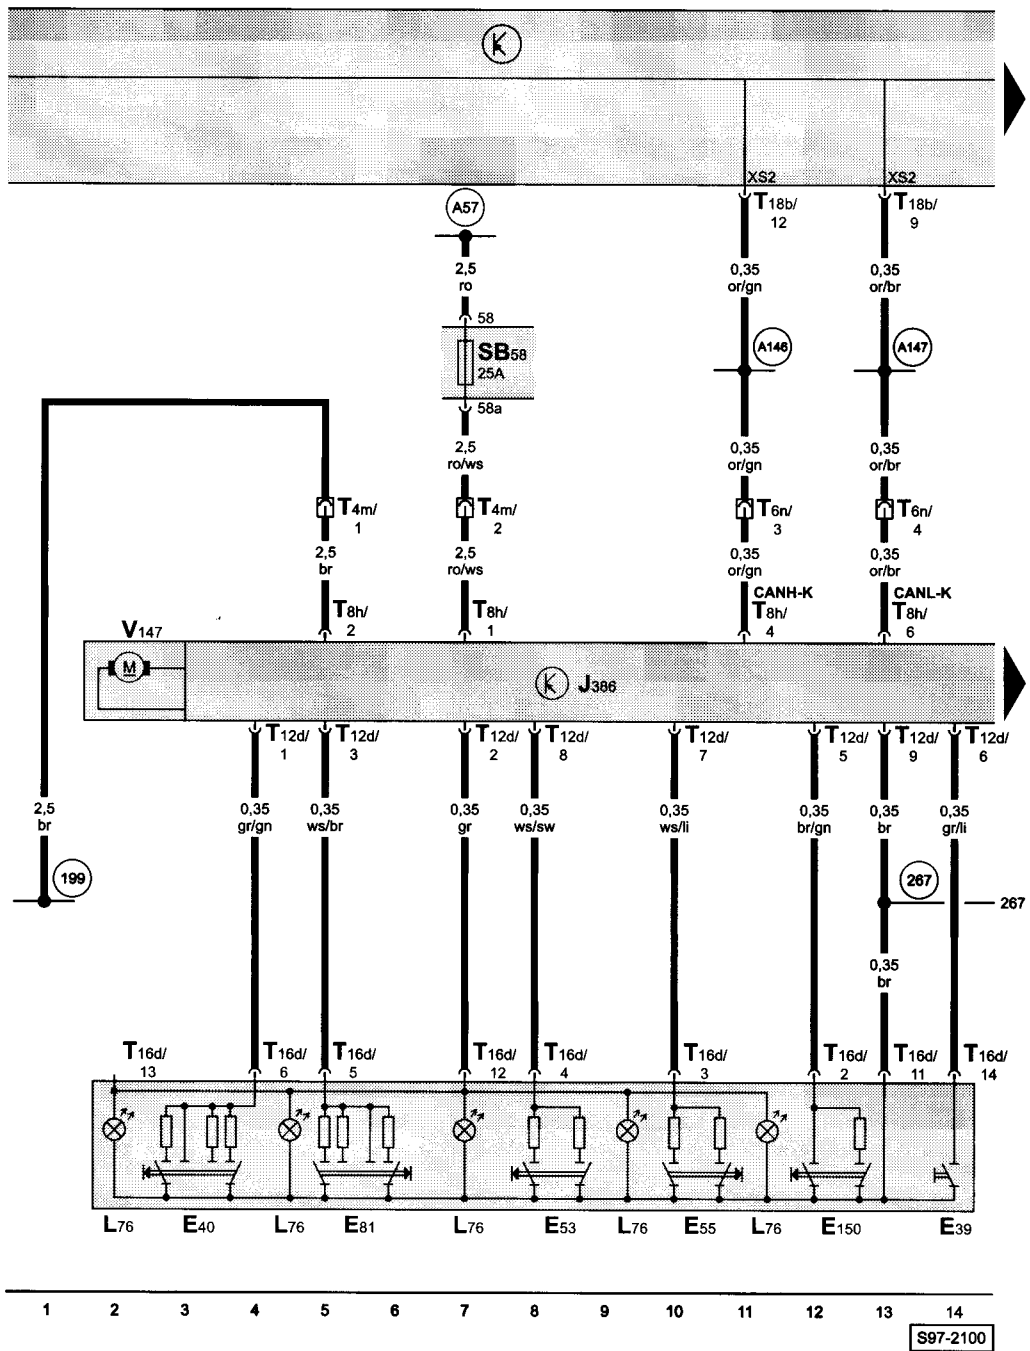 XS2 XS2
A57
T18b/ 12
T18b/ 9
2,5 ro
0,35 or/gn
0,35 or/br
58
SB58
25A
58a
A146
A147
2,5 ro/ws
0,35 or/gn
0,35 or/br
T4m/ 1
T4m/ 2
T6n/ 3
T6n/ 4
2,5 br
2,5 ro/ws
0,35 or/gn
0,35 or/br
CANH-K
CANL-K
T8h/ 2
T8h/ 1
T8h/ 4
T8h/ 6
V147
M
J386
T12d/ 1
T12d/ 3
T12d/ 2
T12d/ 8
T12d/ 7
T12d/ 5
T12d/ 9
T12d/ 6
2,5 br
0,35 gr/gn
0,35 ws/br
0,35 gr
0,35 ws/sw
0,35 ws/li
0,35 br/gn
0,35 br
0,35 gr/li
199
267
267
0,35 br
T16d/ 13
T16d/ 6
T16d/ 5
T16d/ 12
T16d/ 4
T16d/ 3
T16d/ 2
T16d/ 11
T16d/ 14
L76 E40 L76 E81 L76 E53 L76 E55 L76 E150 E39
1 2 3 4 5 6 7 8 9 10 11 12 13 14
S97-2100